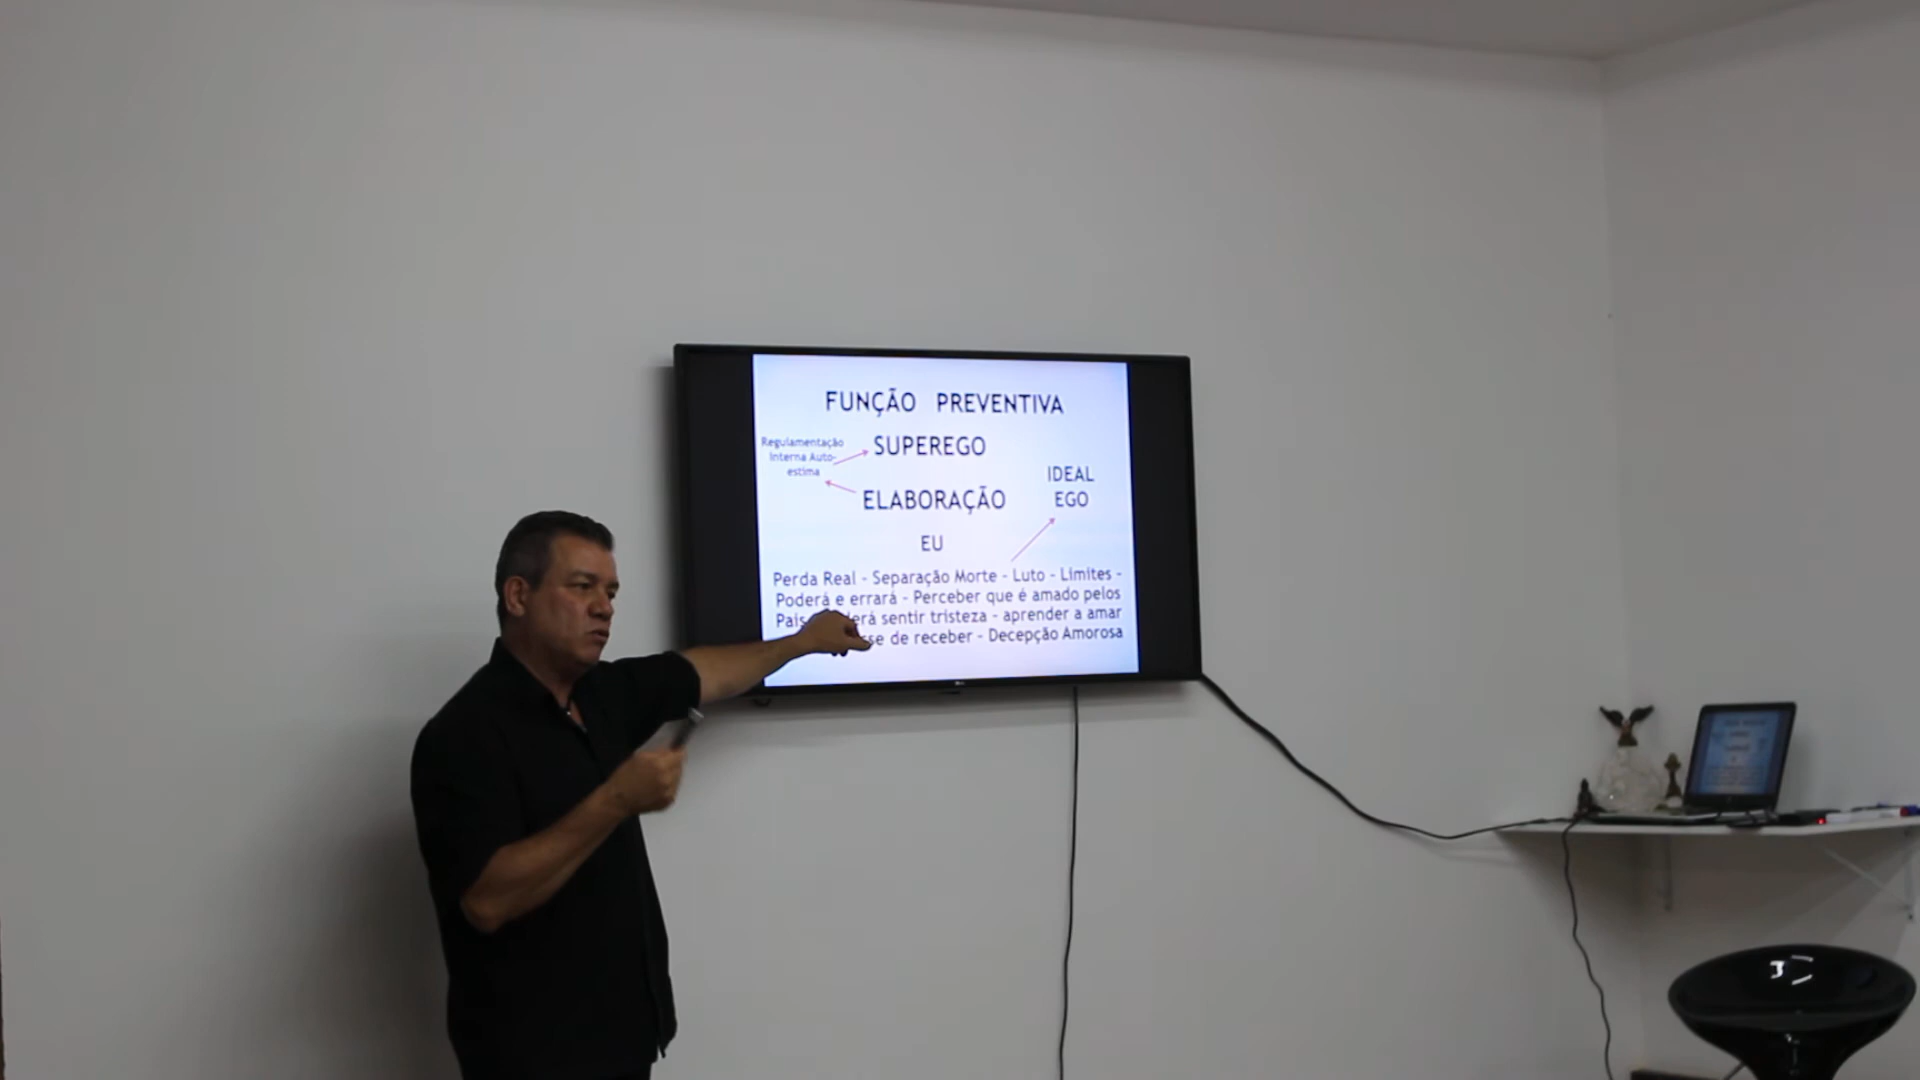 FUNÇÃO PREVENTIVA
Regulamentação
Interna Auto-
estima
SUPEREGO
IDEAL
EGO
ELABORAÇÃO
EU
Perda Real - Separação Morte - Luto - Limites -
Poderá e errará - Perceber que é amado pelos
Pais sentir tristeza - aprender a amar
de receber - Decepção Amorosa